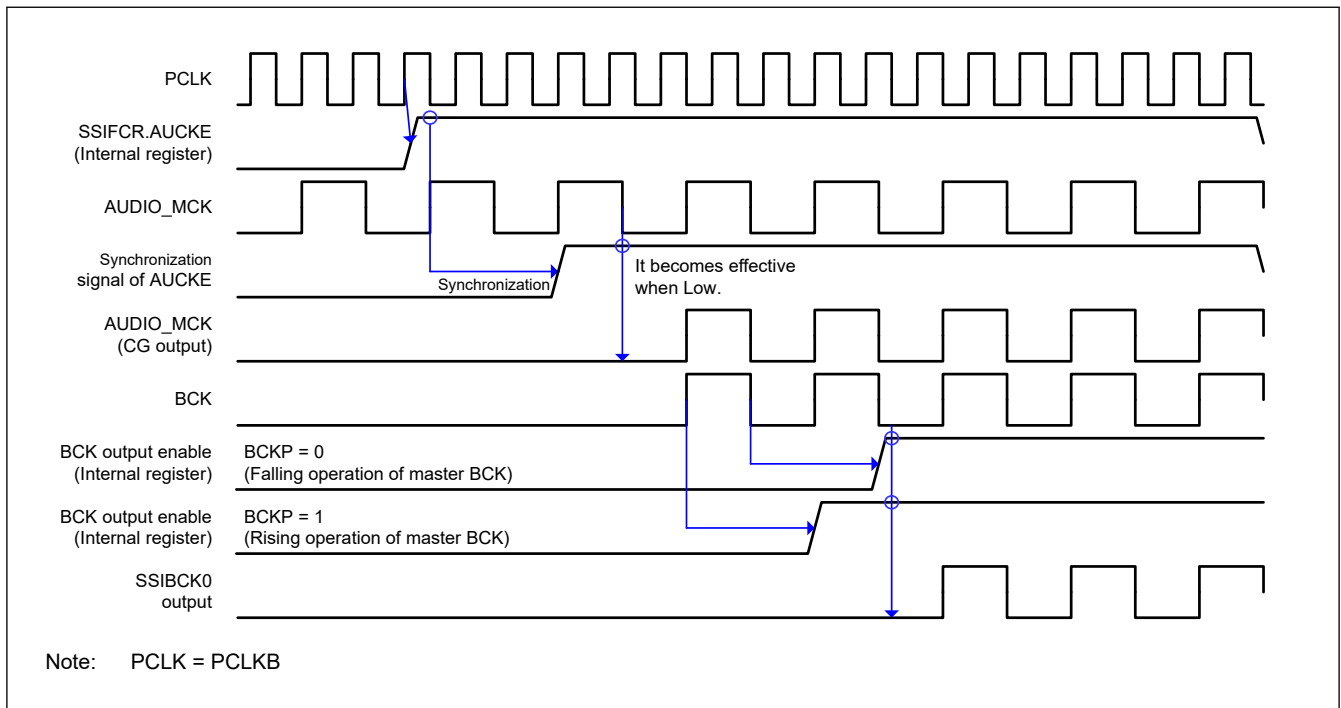 PCLK
SSIFCR.AUCKE
(Internal register)
AUDIO_MCK
Synchronization
signal of AUCKE
Synchronization
It becomes effective
when Low.
AUDIO_MCK
(CG output)
BCK
BCK output enable
(Internal register)
BCKP = 0
(Falling operation of master BCK)
BCK output enable
(Internal register)
BCKP = 1
(Rising operation of master BCK)
SSIBCK0
output
Note: PCLK = PCLKB